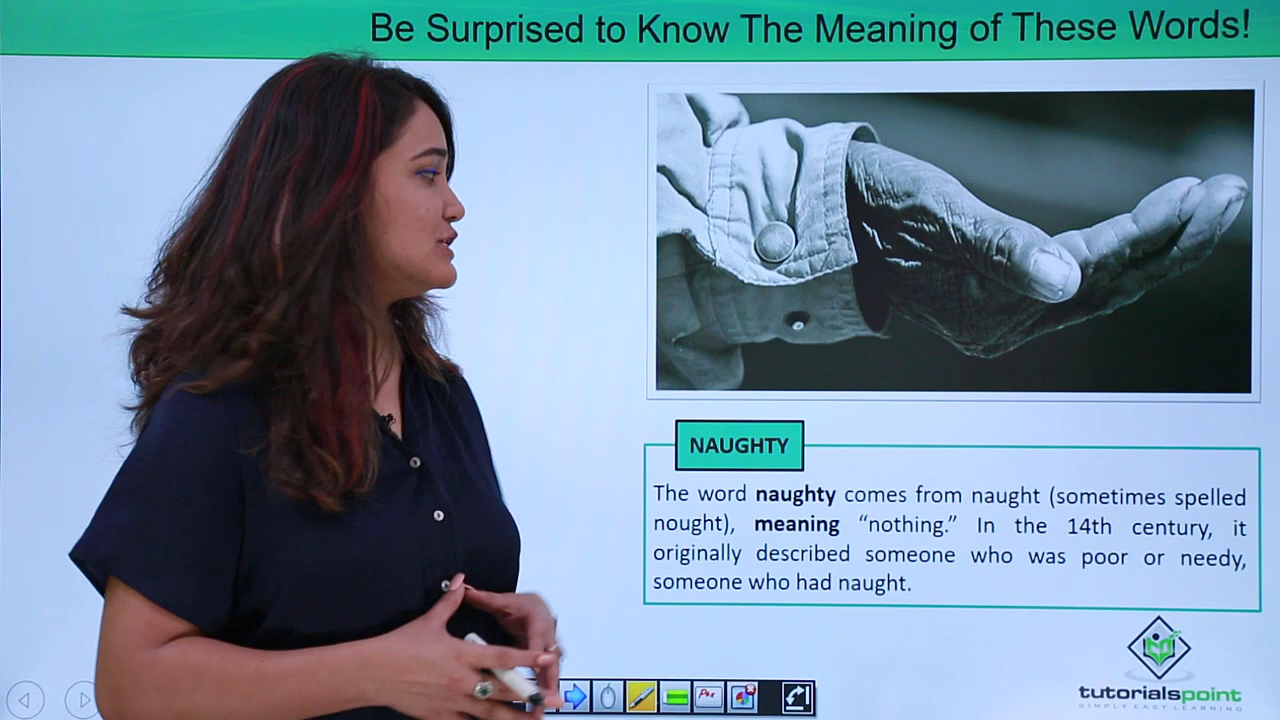 Be Surprised to Know The Meaning of These Words!
NAUGHTY
The word naughty comes from naught (sometimes spelled
nought), meaning “nothing.” In the 14th century, it
originally described someone who was poor or needy,
someone who had naught.
tutorialspoint
SIMPLY EASY LEARNING